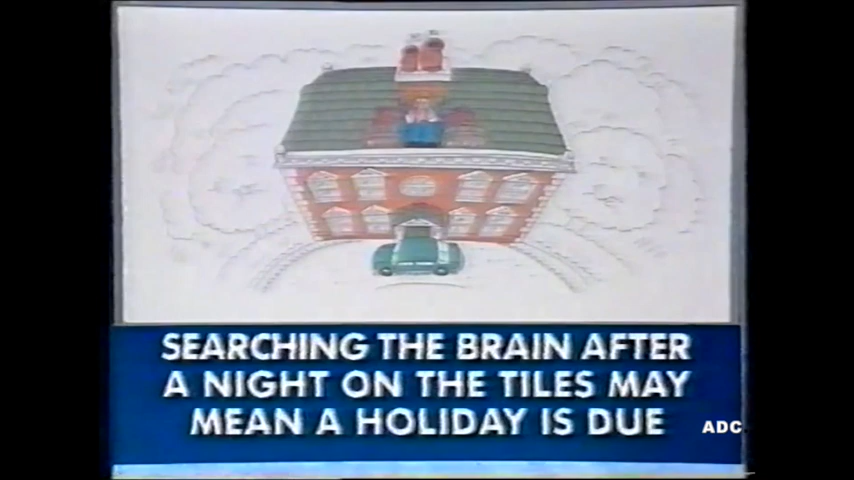 SEARCHING THE BRAIN AFTER
A NIGHT ON THE TILES MAY
MEAN A HOLIDAY IS DUE
ADC.